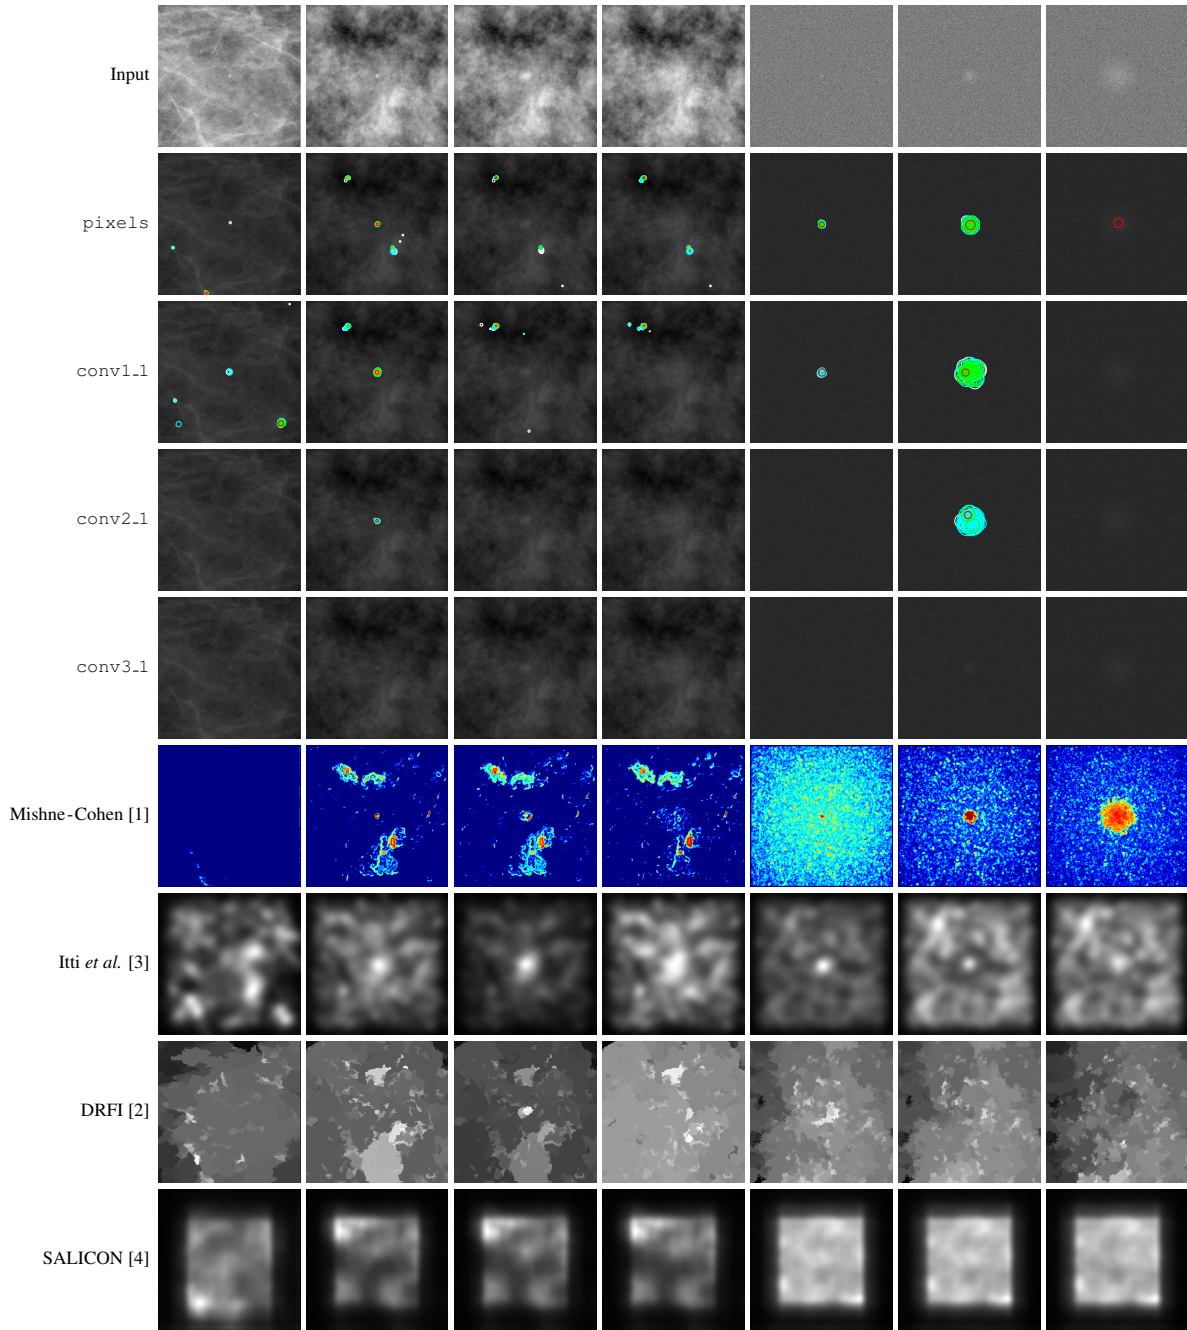 Input
pixels
conv1_1
conv2_1
conv3_1
Mishne-Cohen [1]
Itti et al. [3]
DRFI [2]
SALICON [4]